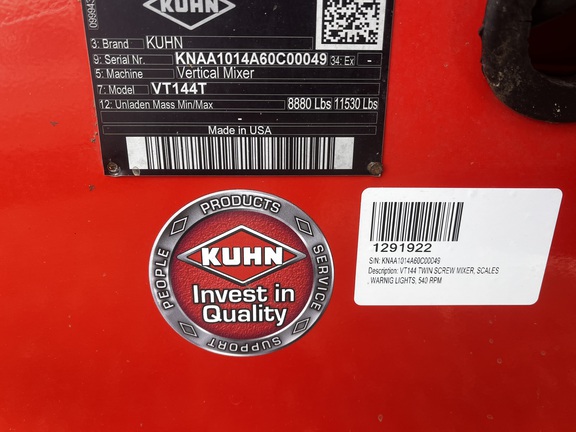 KUHN
3: Brand KUHN
9: Serial Nr. KNAA1014A60C00049 34: Ex -
5: Machine Vertical Mixer
7: Model VT144T
12: Unladen Mass Min/Max 8880 Lbs 11530 Lbs
-
Made in USA
PRODUCTS
PEOPLE
SERVICE
SUPPORT
KUHN
Invest in
Quality
1291922
S/N: KNAA1014A60C00049
Description: VT144 TWIN SCREW MIXER, SCALES
, WARNIG LIGHTS, 540 RPM